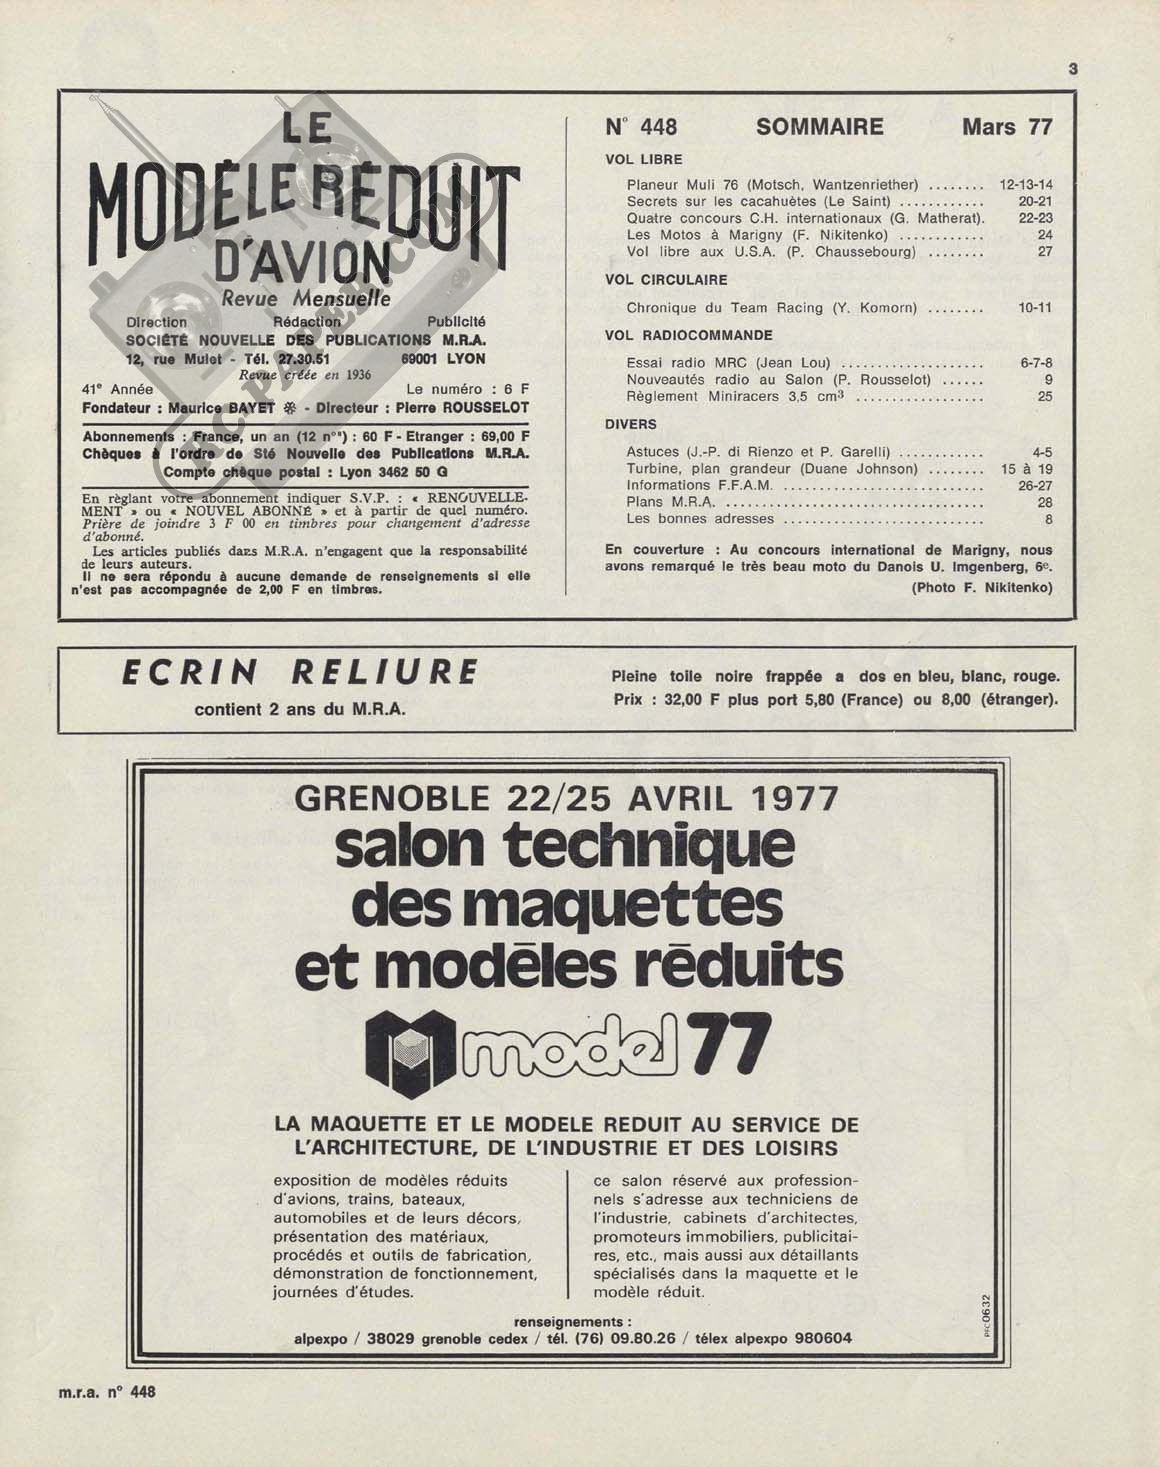 3
LE
MODÈLE RÉDUIT
D'AVION
Revue Mensuelle
Direction Rédaction Publicité
SOCIÉTÉ NOUVELLE DES PUBLICATIONS M.R.A.
12, rue Mulet - Tél. 27.30.51 69001 LYON
Revue créée en 1936
41e Année Le numéro : 6 F
Fondateur : Maurice BAYET ❊ - Directeur : Pierre ROUSSELOT
Abonnements : France, un an (12 nos) : 60 F - Etranger : 69,00 F
Chèques à l'ordre de Sté Nouvelle des Publications M.R.A.
Compte chèque postal : Lyon 3462 50 G
En règlant votre abonnement indiquer S.V.P. : « RENOUVELLE-
MENT » ou « NOUVEL ABONNÉ » et à partir de quel numéro.
Prière de joindre 3 F 00 en timbres pour changement d'adresse
d'abonné.
Les articles publiés dans M.R.A. n'engagent que la responsabilité
de leurs auteurs.
Il ne sera répondu à aucune demande de renseignements si elle
n'est pas accompagnée de 2,00 F en timbres.
RC-PAPER.COM
N° 448 SOMMAIRE Mars 77
VOL LIBRE
Planeur Muli 76 (Motsch, Wantzenriether) ........ 12-13-14
Secrets sur les cacahuètes (Le Saint) ............ 20-21
Quatre concours C.H. internationaux (G. Matherat). 22-23
Les Motos à Marigny (F. Nikitenko) ............ 24
Vol libre aux U.S.A. (P. Chaussebourg) ........ 27
VOL CIRCULAIRE
Chronique du Team Racing (Y. Komorn) ........ 10-11
VOL RADIOCOMMANDE
Essai radio MRC (Jean Lou) .................... 6-7-8
Nouveautés radio au Salon (P. Rousselot) ...... 9
Règlement Miniracers 3,5 cm3 .................. 25
DIVERS
Astuces (J.-P. di Rienzo et P. Garelli) ............ 4-5
Turbine, plan grandeur (Duane Johnson) ........ 15 à 19
Informations F.F.A.M. ............................. 26-27
Plans M.R.A. .................................... 28
Les bonnes adresses ............................. 8
En couverture : Au concours international de Marigny, nous
avons remarqué le très beau moto du Danois U. Imgenberg, 6e.
(Photo F. Nikitenko)
ECRIN RELIURE
contient 2 ans du M.R.A.
Pleine toile noire frappée a dos en bleu, blanc, rouge.
Prix : 32,00 F plus port 5,80 (France) ou 8,00 (étranger).
GRENOBLE 22/25 AVRIL 1977
salon technique
des maquettes
et modèles réduits
model 77
LA MAQUETTE ET LE MODELE REDUIT AU SERVICE DE
L'ARCHITECTURE, DE L'INDUSTRIE ET DES LOISIRS
exposition de modèles réduits
d'avions, trains, bateaux,
automobiles et de leurs décors,
présentation des matériaux,
procédés et outils de fabrication,
démonstration de fonctionnement,
journées d'études.
ce salon réservé aux profession-
nels s'adresse aux techniciens de
l'industrie, cabinets d'architectes,
promoteurs immobiliers, publicitai-
res, etc., mais aussi aux détaillants
spécialisés dans la maquette et le
modèle réduit.
renseignements :
alpexpo / 38029 grenoble cedex / tél. (76) 09.80.26 / télex alpexpo 980604
PFC 0632
m.r.a. n° 448